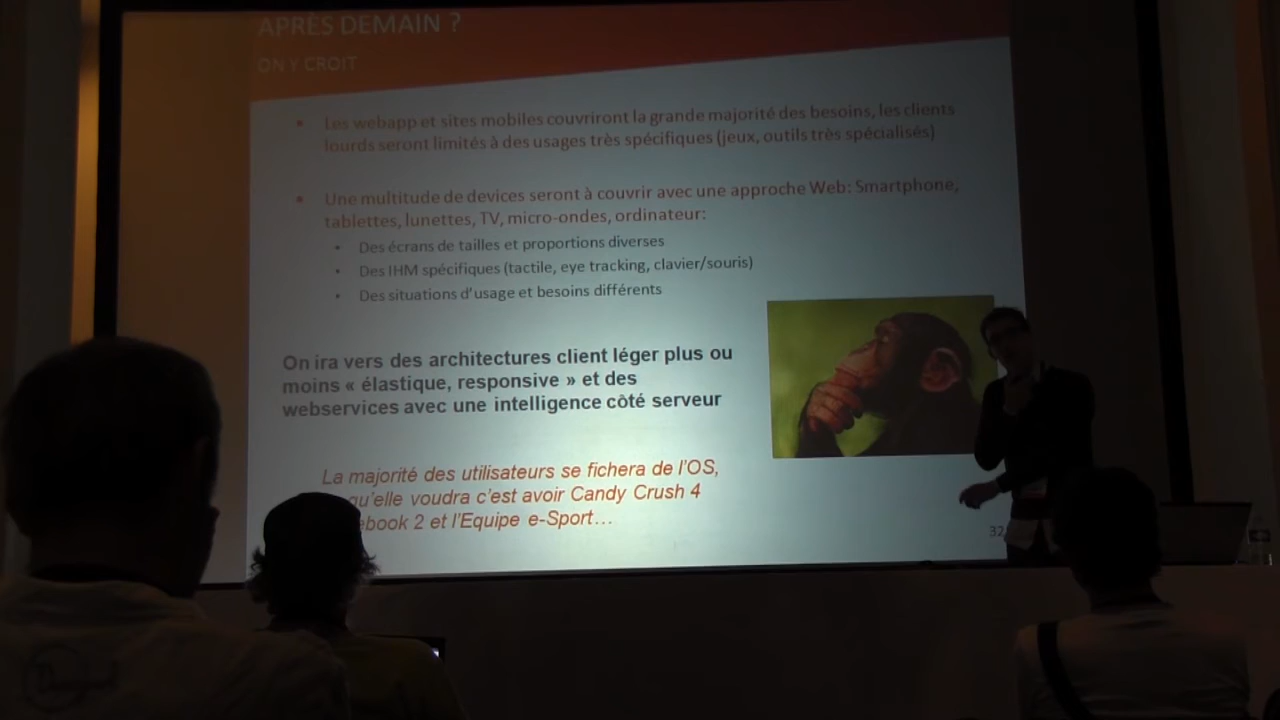 APRÈS DEMAIN ?
ON Y CROIT
Les webapp et sites mobiles couvriront la grande majorité des besoins, les clients
lourds seront limités à des usages très spécifiques (jeux, outils très spécialisés)
Une multitude de devices seront à couvrir avec une approche Web: Smartphone,
tablettes, lunettes, TV, micro-ondes, ordinateur:
Des écrans de tailles et proportions diverses
Des IHM spécifiques (tactile, eye tracking, clavier/souris)
Des situations d'usage et besoins différents
On ira vers des architectures client léger plus ou
moins « élastique, responsive » et des
webservices avec une intelligence côté serveur
La majorité des utilisateurs se fichera de l'OS,
qu'elle voudra c'est avoir Candy Crush 4
ebook 2 et l'Equipe e-Sport…
32